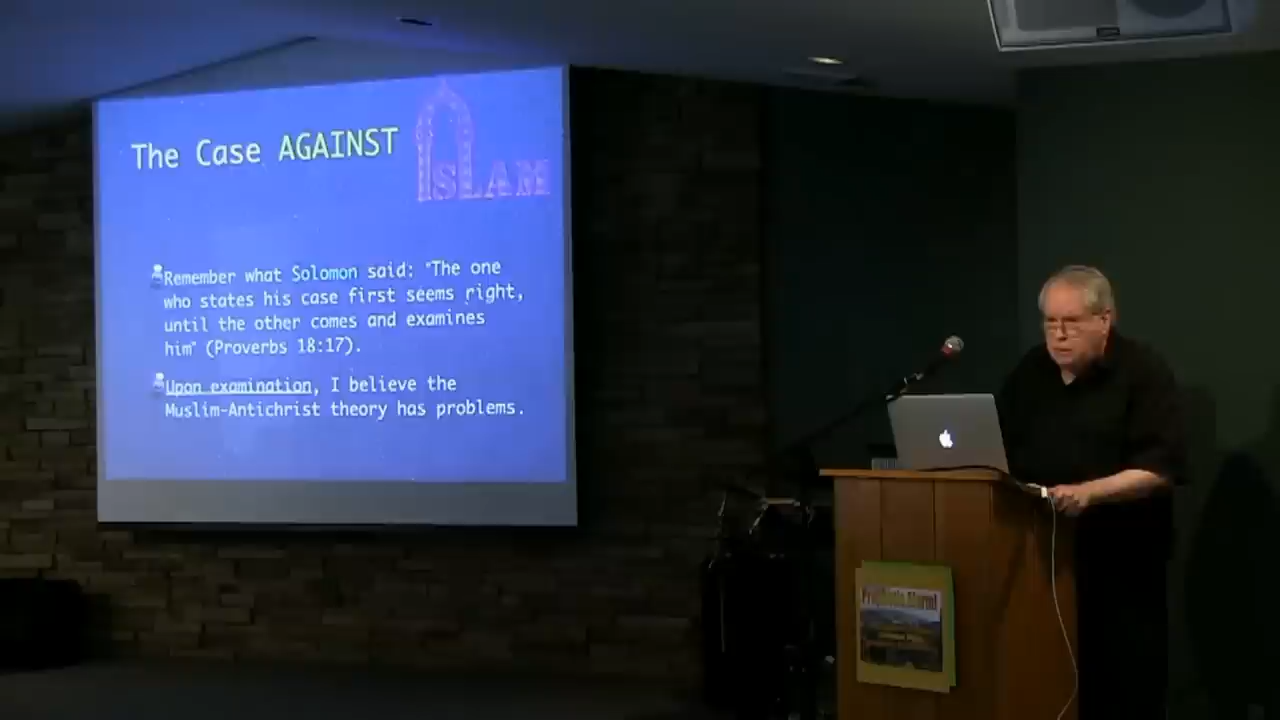 The Case AGAINST
ISLAM
Remember what Solomon said: "The one
who states his case first seems right,
until the other comes and examines
him" (Proverbs 18:17).
Upon examination, I believe the
Muslim-Antichrist theory has problems.